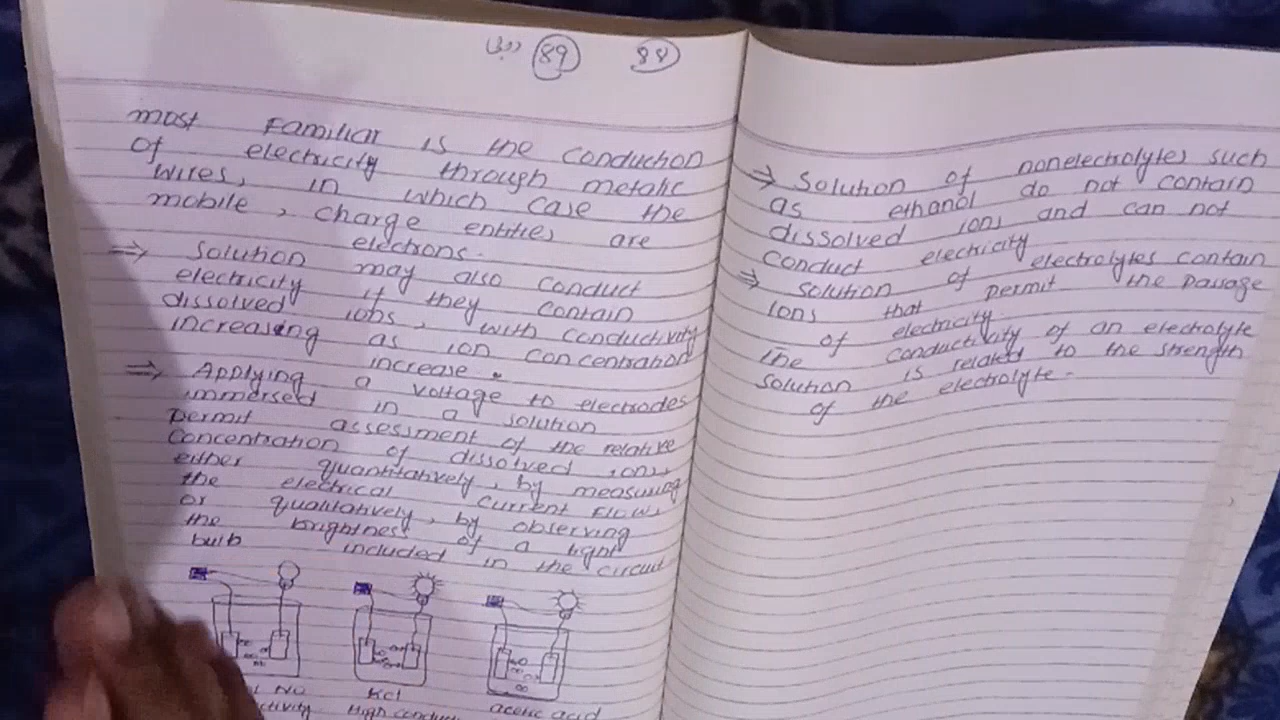 89 88
most Familiar is the conduction
of electricity through metalic
wires, in which case the
mobile, charge entities are
electrons.
⇒ Solution may also conduct
electricity if they contain
dissolved ions, with conductivity
increasing as ion concentration
increase.
⇒ Applying a voltage to electrodes
immersed in a solution
permit assessment of the relative
concentration of dissolved ions,
either quantitatively, by measuring
the electrical current flow,
or qualitatively, by observing
the brightness of a light
bulb included in the circuit
No KCl acetic acid
High
⇒ Solution of nonelectrolytes such
as ethanol do not contain
dissolved ions and can not
conduct electricity
⇒ Solution of electrolytes contain
Ions that permit the passage
of electricity.
The conductivity of an electrolyte
solution is related to the strength
of the electrolyte.